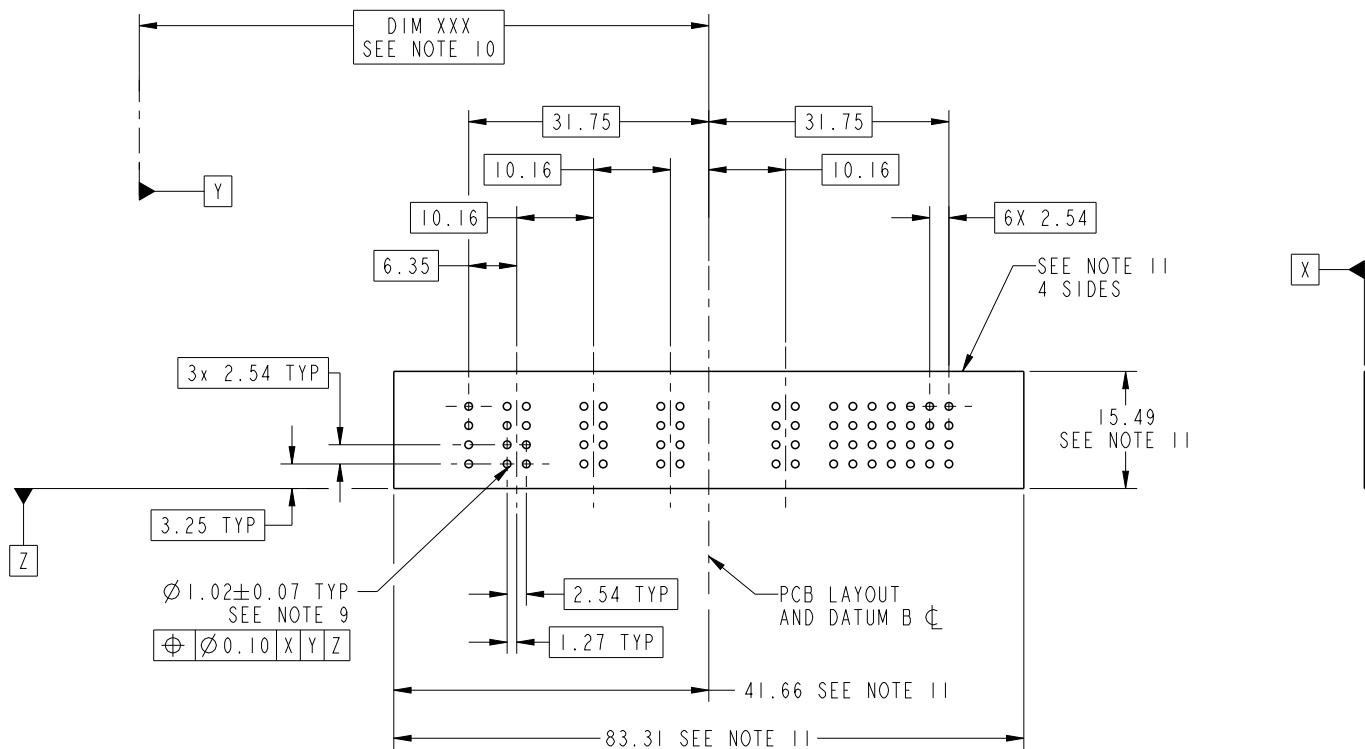 DIM XXX
SEE NOTE 10
31.75
31.75
10.16
10.16
Y
10.16
6X 2.54
6.35
SEE NOTE 11
4 SIDES
X
3x 2.54 TYP
15.49
SEE NOTE 11
3.25 TYP
Z
Ø1.02±0.07 TYP
SEE NOTE 9
⌖ Ø0.10 X Y Z
2.54 TYP
1.27 TYP
PCB LAYOUT
AND DATUM B ℄
41.66 SEE NOTE 11
83.31 SEE NOTE 11